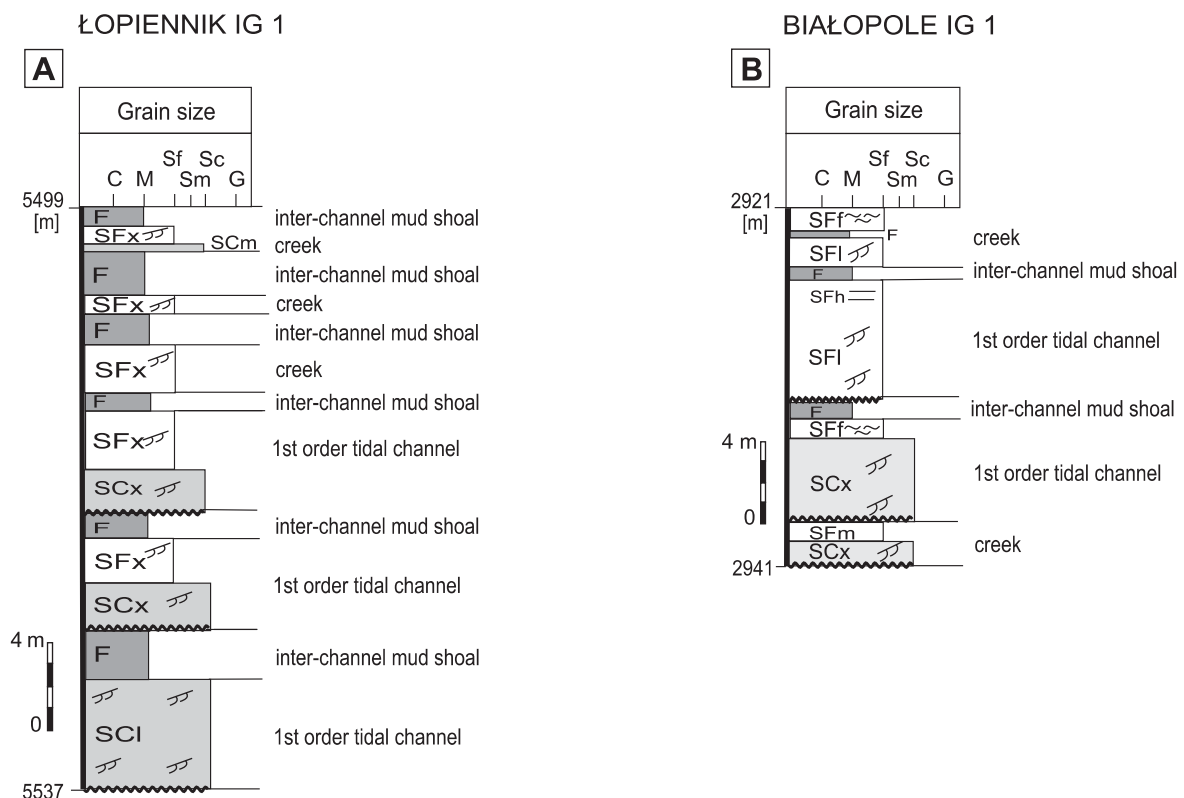 ŁOPIENNIK IG 1
A
Grain size
Sf Sc
C M Sm G
5499
[m]
F inter-channel mud shoal
SFx
SCm
creek
F inter-channel mud shoal
SFx creek
F inter-channel mud shoal
SFx creek
F inter-channel mud shoal
SFx 1st order tidal channel
SCx
F inter-channel mud shoal
SFx
1st order tidal channel
SCx
4 m
F inter-channel mud shoal
0
SCl 1st order tidal channel
5537
BIAŁOPOLE IG 1
B
Grain size
Sf Sc
C M Sm G
2921
[m]
SFf
F
creek
SFl
F inter-channel mud shoal
SFh
1st order tidal channel
SFl
F inter-channel mud shoal
SFf
4 m
1st order tidal channel
SCx
0
SFm
creek
SCx
2941